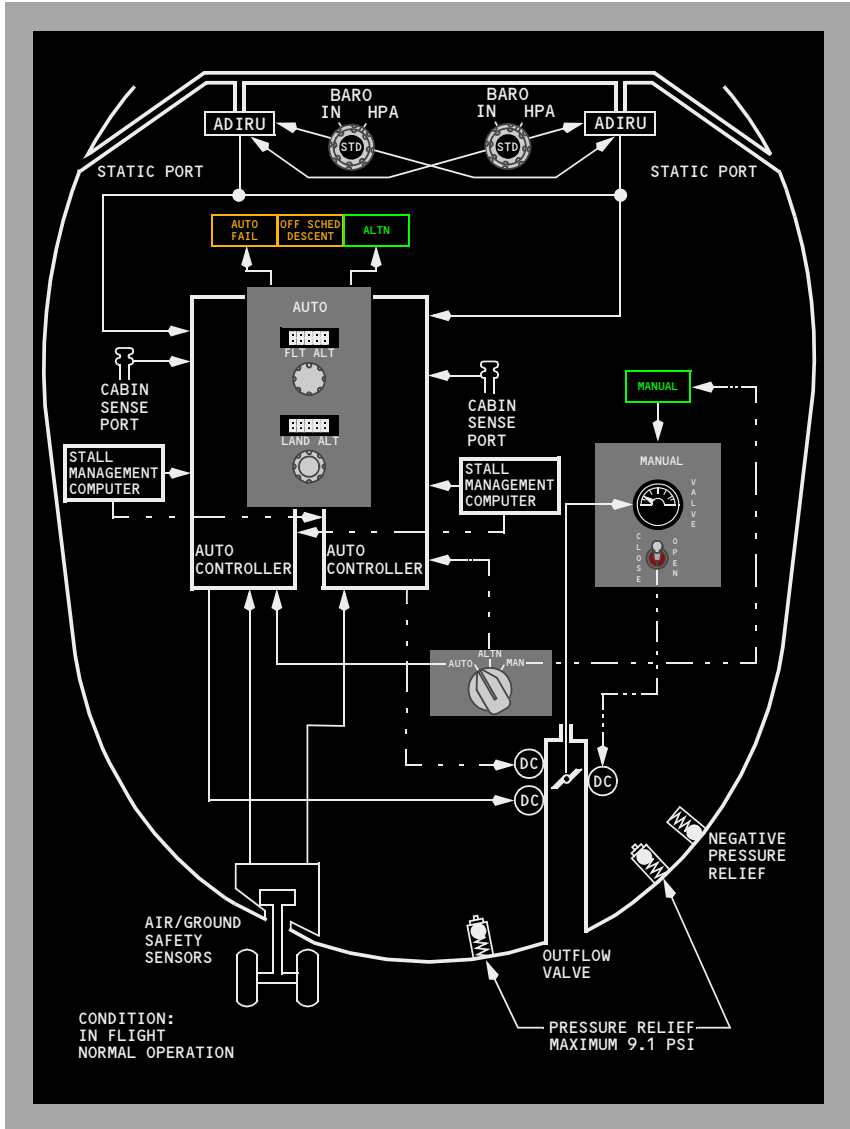 BARO
IN HPA
BARO
IN HPA
ADIRU
STD
STD
ADIRU
STATIC PORT
STATIC PORT
AUTO
FAIL
OFF SCHED
DESCENT
ALTN
AUTO
FLT ALT
LAND ALT
CABIN
SENSE
PORT
CABIN
SENSE
PORT
MANUAL
STALL
MANAGEMENT
COMPUTER
STALL
MANAGEMENT
COMPUTER
MANUAL
VALVE
CLOSE
OPEN
AUTO
CONTROLLER
AUTO
CONTROLLER
AUTO
ALTN
MAN
DC
DC
DC
NEGATIVE
PRESSURE
RELIEF
AIR/GROUND
SAFETY
SENSORS
OUTFLOW
VALVE
CONDITION:
IN FLIGHT
NORMAL OPERATION
PRESSURE RELIEF
MAXIMUM 9.1 PSI